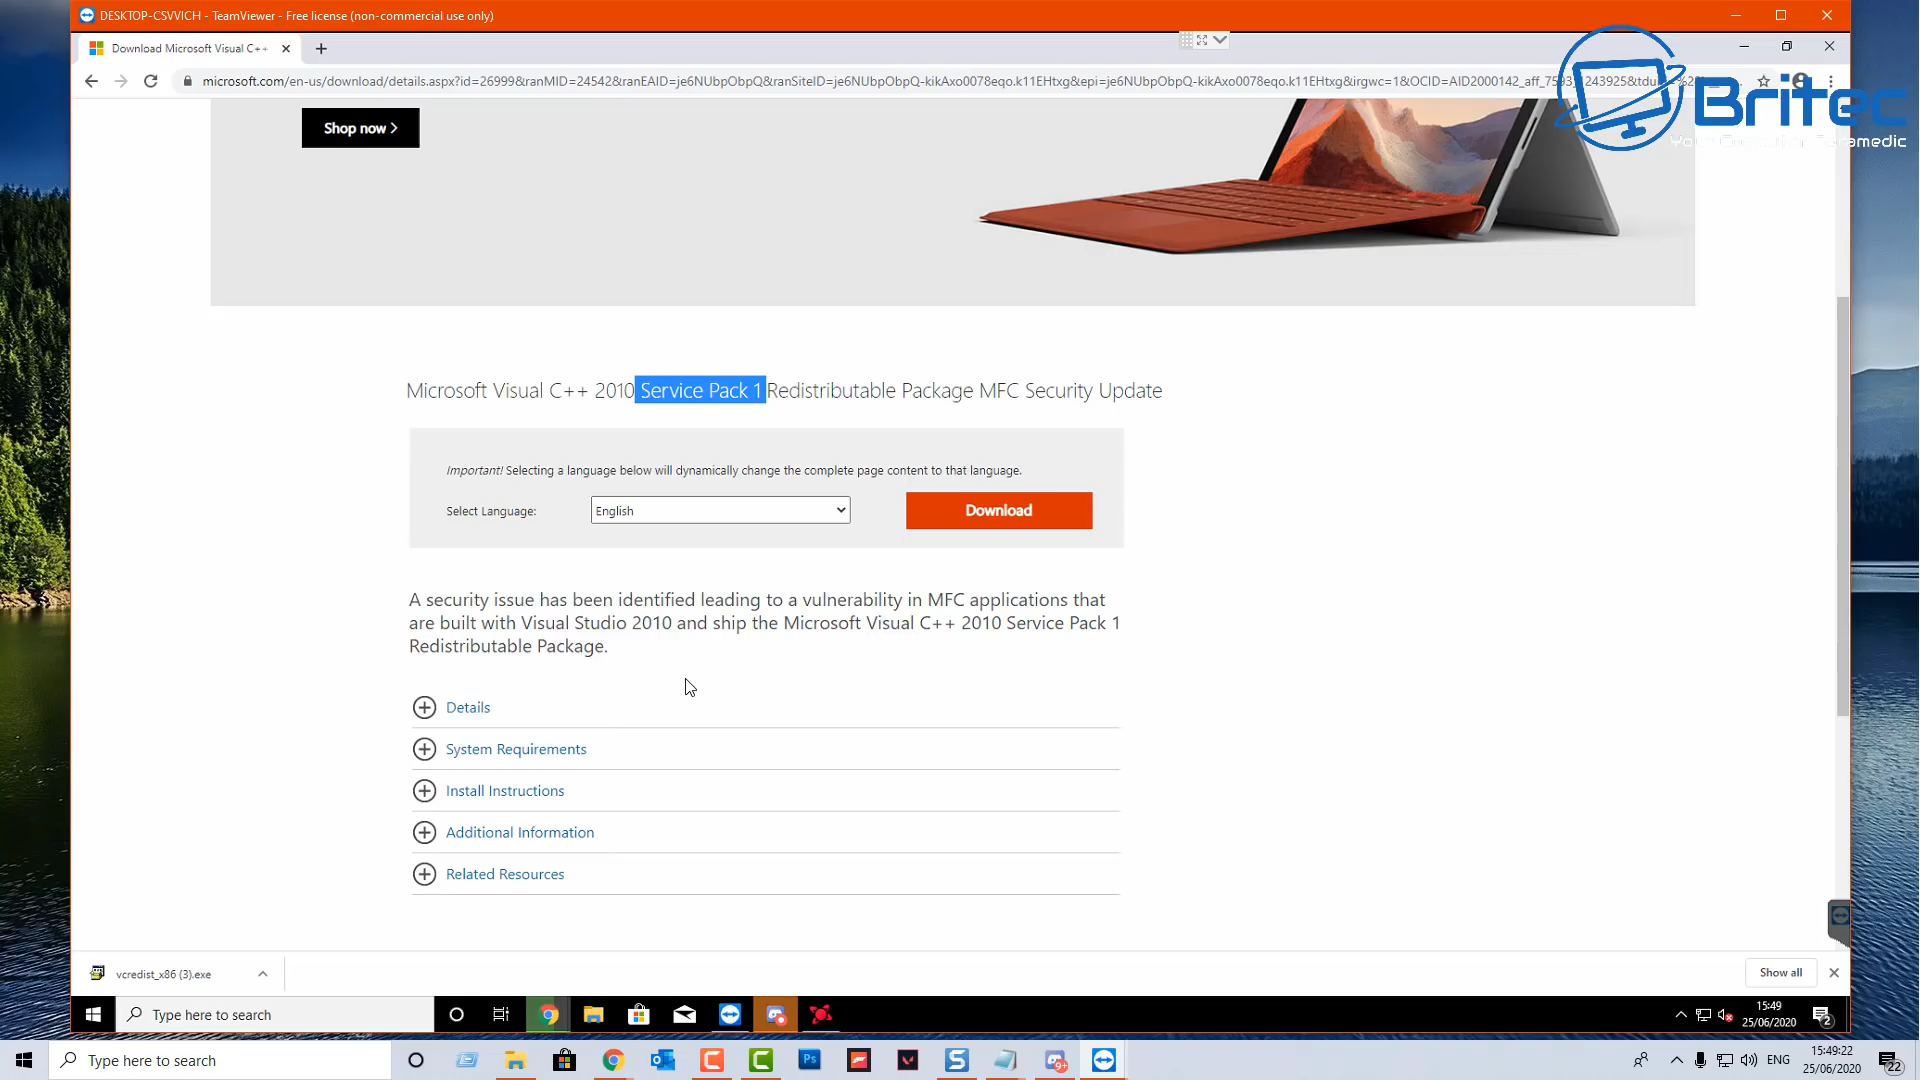 DESKTOP-CSVVICH - TeamViewer - Free license (non-commercial use only)
Download Microsoft Visual C++
microsoft.com/en-us/download/details.aspx?id=26999&ranMID=24542&ranEAID=je6NUbpObpQ&ranSiteID=je6NUbpObpQ-kikAxo0078eqo.k11EHtxg&epi=je6NUbpObpQ-kikAxo0078eqo.k11EHtxg&irgwc=1&OCID=AID2000142_aff_7593_1243925&tdui
Britec
Shop now
Microsoft Visual C++ 2010 Service Pack 1 Redistributable Package MFC Security Update
Important! Selecting a language below will dynamically change the complete page content to that language.
Select Language:
English
Download
A security issue has been identified leading to a vulnerability in MFC applications that
are built with Visual Studio 2010 and ship the Microsoft Visual C++ 2010 Service Pack 1
Redistributable Package.
Details
System Requirements
Install Instructions
Additional Information
Related Resources
vcredist_x86 (3).exe
Show all
Type here to search
15:49
25/06/2020
2
Type here to search
Ps
9+
ENG
15:49:22
25/06/2020
22